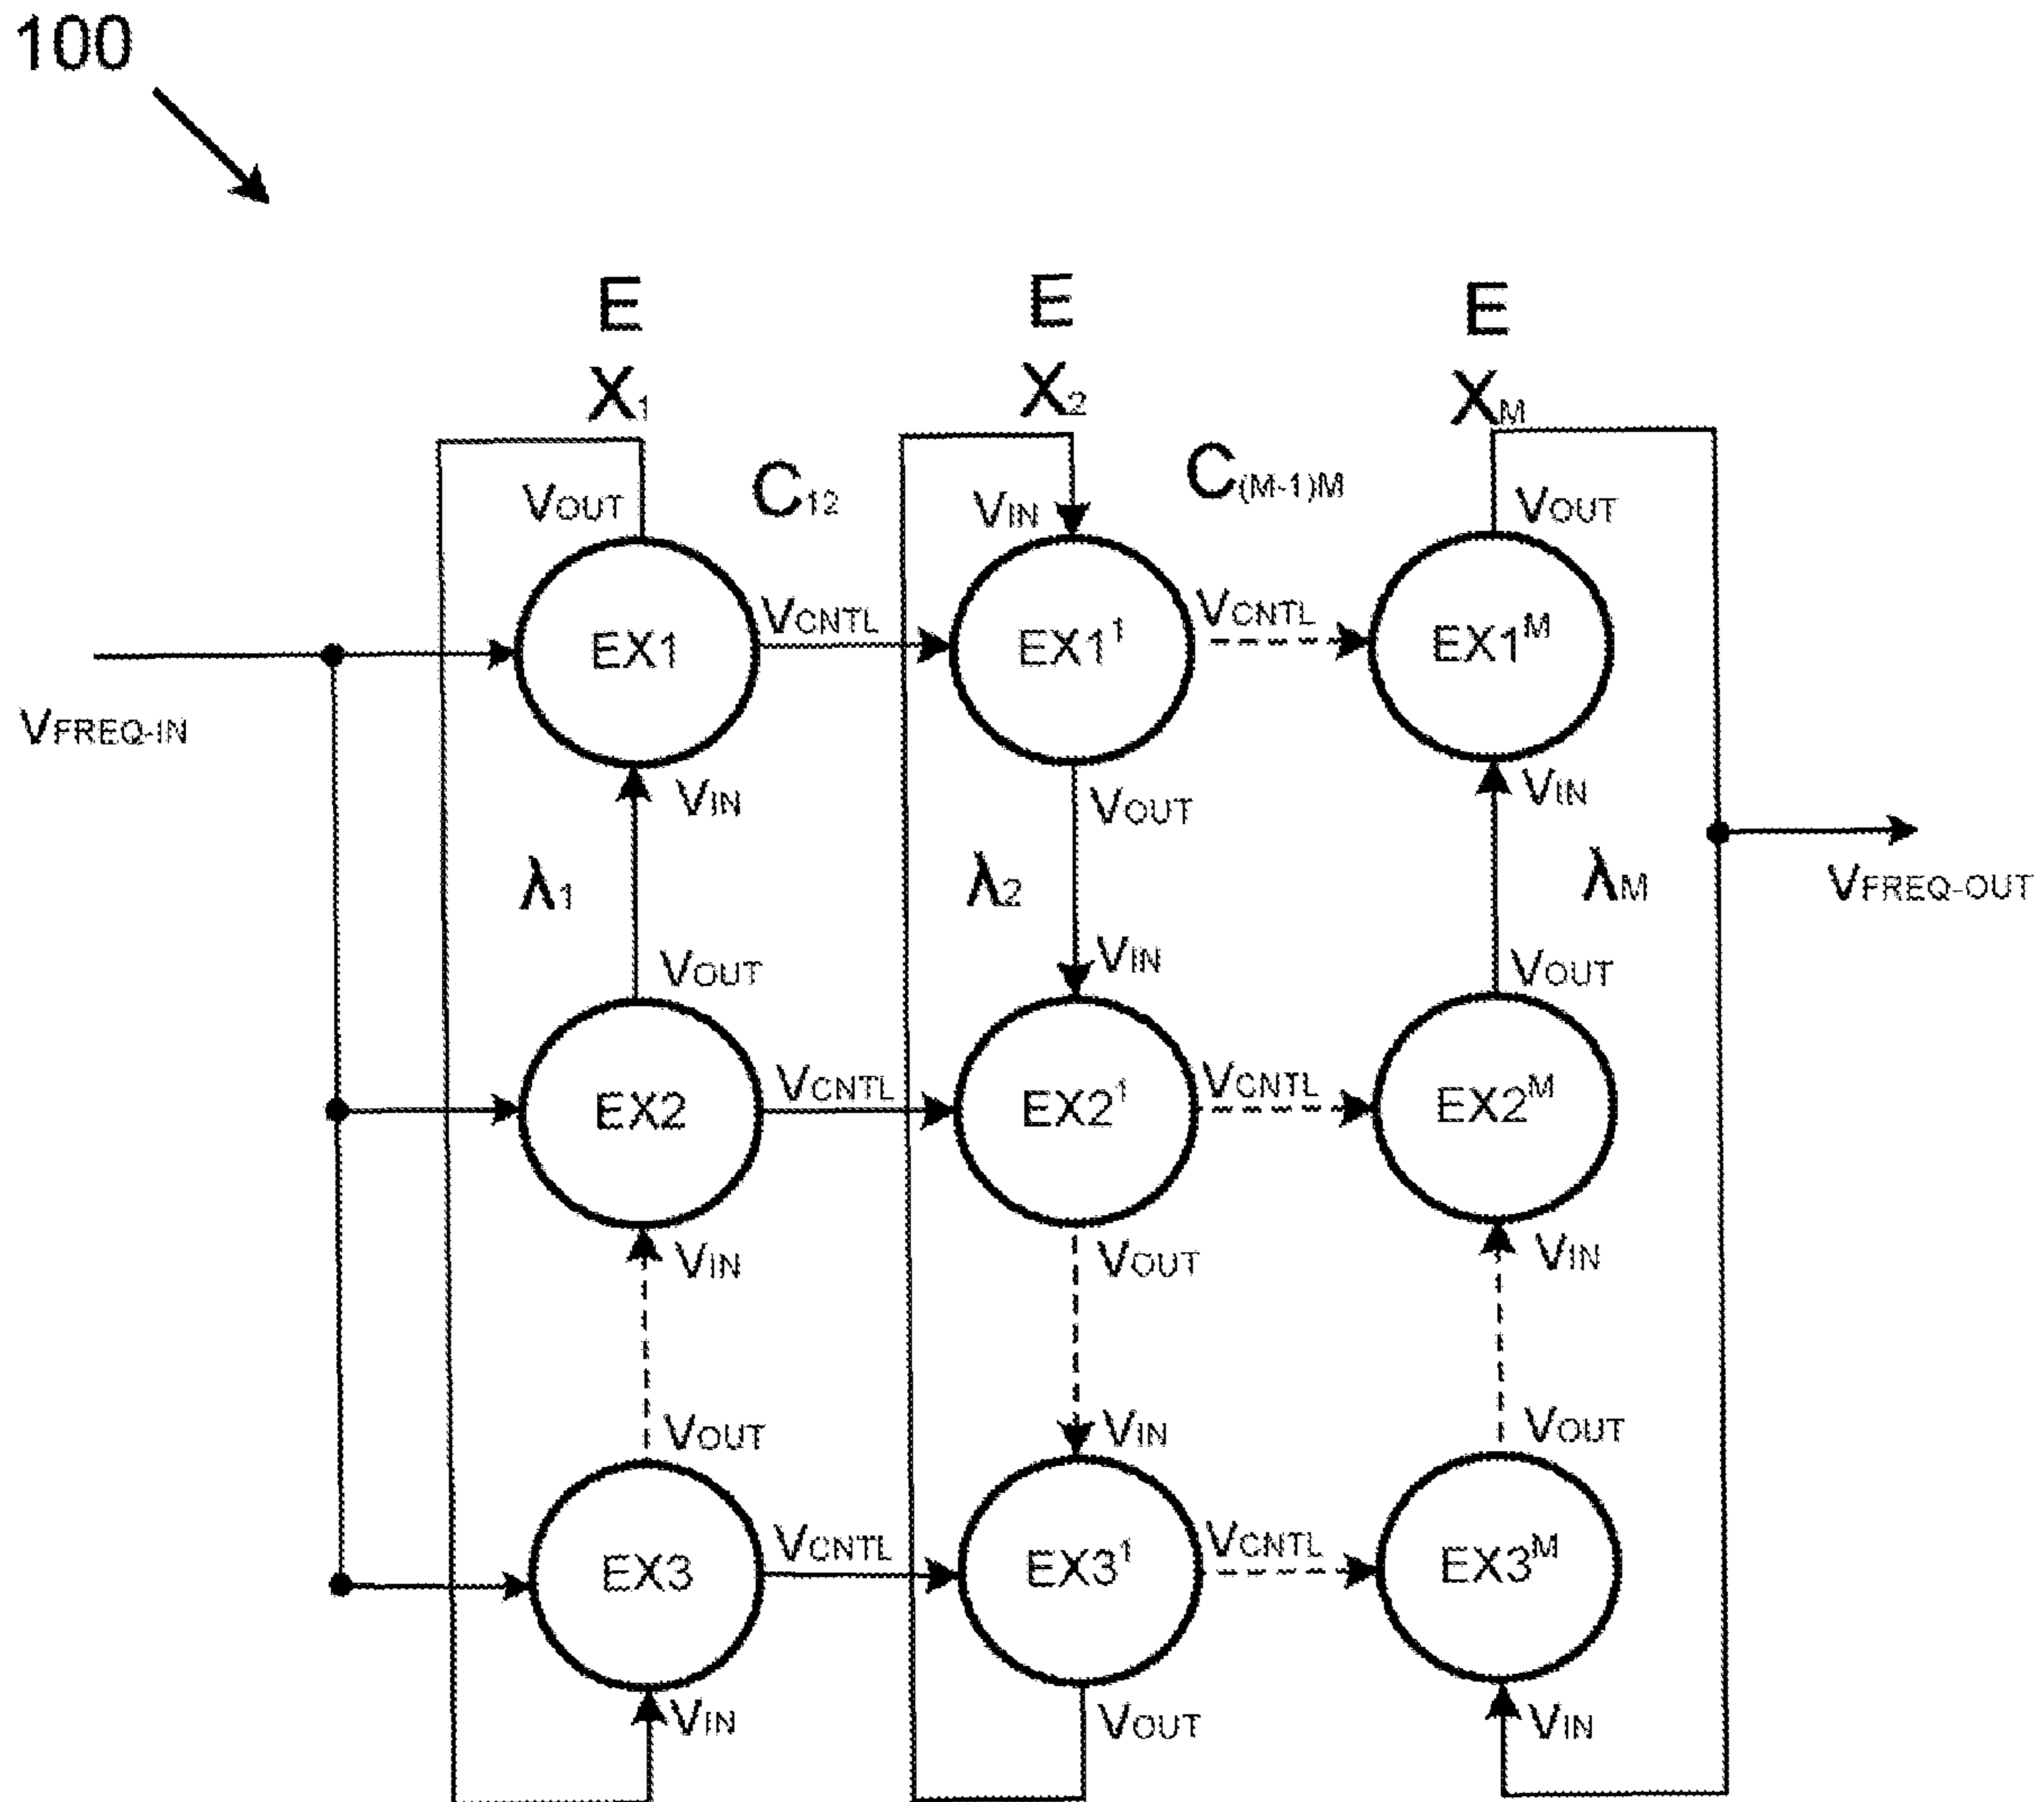 100
E E E
X₁ X₂ X_M
C₁₂ C₍M-1₎M
VOUT VIN VOUT
VCNTL VCNTL
EX1 EX1¹ EX1ᴹ
VFREQ-IN
VIN VOUT VIN
λ₁ λ₂ λM VFREQ-OUT
VOUT VIN VOUT
VCNTL VCNTL
EX2 EX2¹ EX2ᴹ
VIN VOUT VIN
VOUT VIN VOUT
VCNTL VCNTL
EX3 EX3¹ EX3ᴹ
VIN VOUT VIN